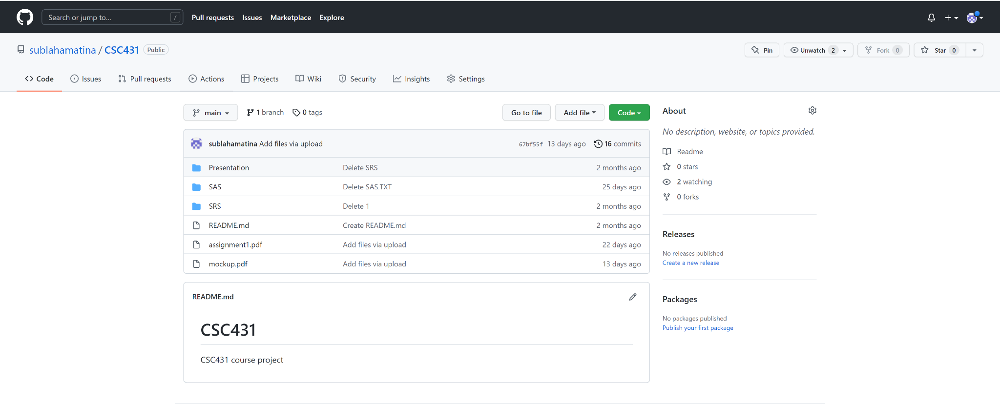 Search or jump to... / Pull requests Issues Marketplace Explore
sublahamatina / CSC431 Public Pin Unwatch 2 Fork 0 Star 0
Code Issues Pull requests Actions Projects Wiki Security Insights Settings
main 1 branch 0 tags Go to file Add file Code
sublahamatina Add files via upload 67bf55f 13 days ago 16 commits
Presentation Delete SRS 2 months ago
SAS Delete SAS.TXT 25 days ago
SRS Delete 1 2 months ago
README.md Create README.md 2 months ago
assignment1.pdf Add files via upload 22 days ago
mockup.pdf Add files via upload 13 days ago
README.md
CSC431
CSC431 course project
About
No description, website, or topics provided.
Readme
0 stars
2 watching
0 forks
Releases
No releases published
Create a new release
Packages
No packages published
Publish your first package